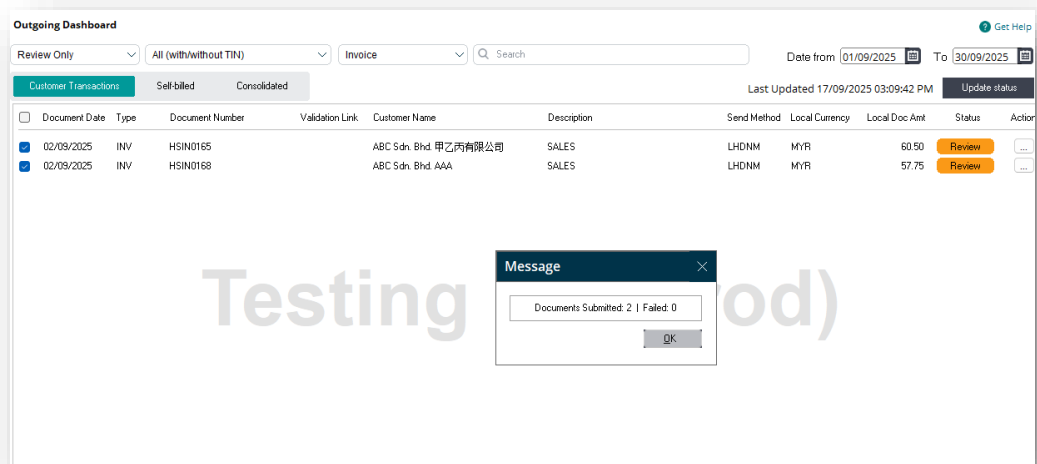 Outgoing Dashboard
Get Help
Review Only All (with/without TIN) Invoice Search Date from 01/09/2025 To 30/09/2025
Customer Transactions Self-billed Consolidated Last Updated 17/09/2025 03:09:42 PM Update status
Document Date Type Document Number Validation Link Customer Name Description Send Method Local Currency Local Doc Amt Status Action
02/09/2025 INV HSIN0165 ABC Sdn. Bhd. 甲乙丙有限公司 SALES LHDNM MYR 60.50 Review ...
02/09/2025 INV HSIN0168 ABC Sdn. Bhd. AAA SALES LHDNM MYR 57.75 Review ...
Message
Documents Submitted: 2 | Failed: 0
OK
Testing